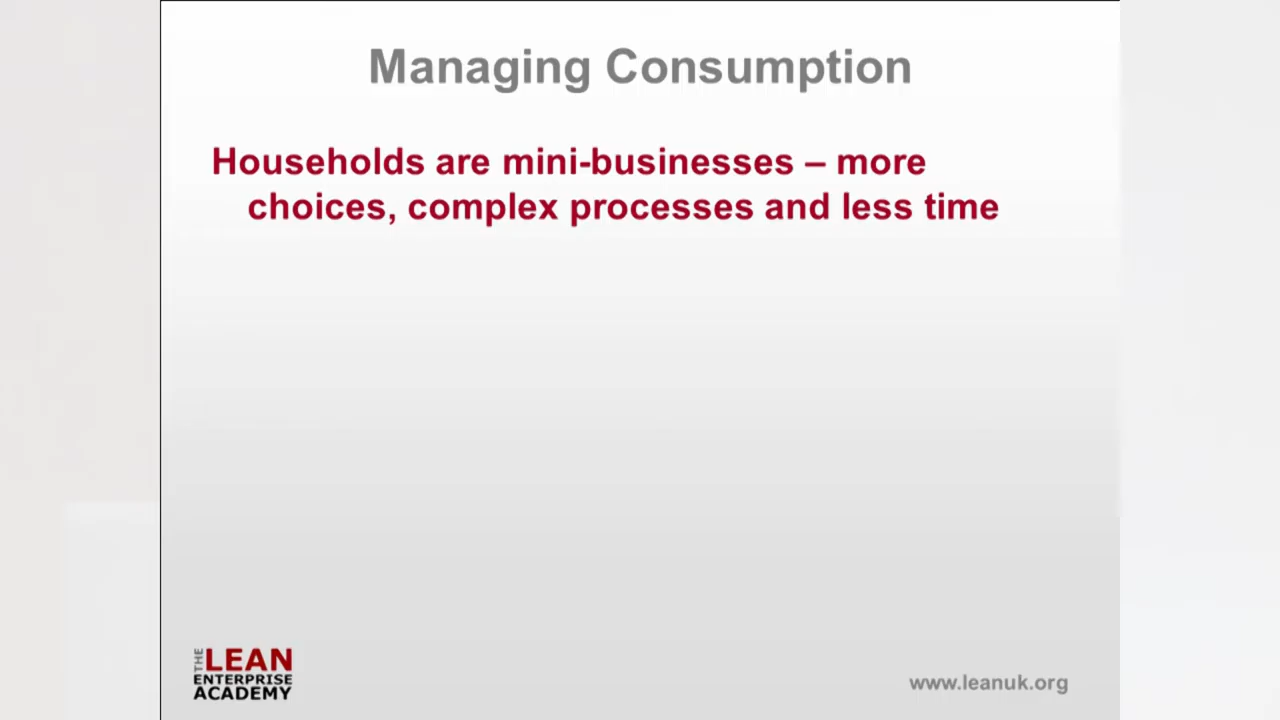 Managing Consumption
Households are mini-businesses – more
choices, complex processes and less time
THE
LEAN
ENTERPRISE
ACADEMY
www.leanuk.org